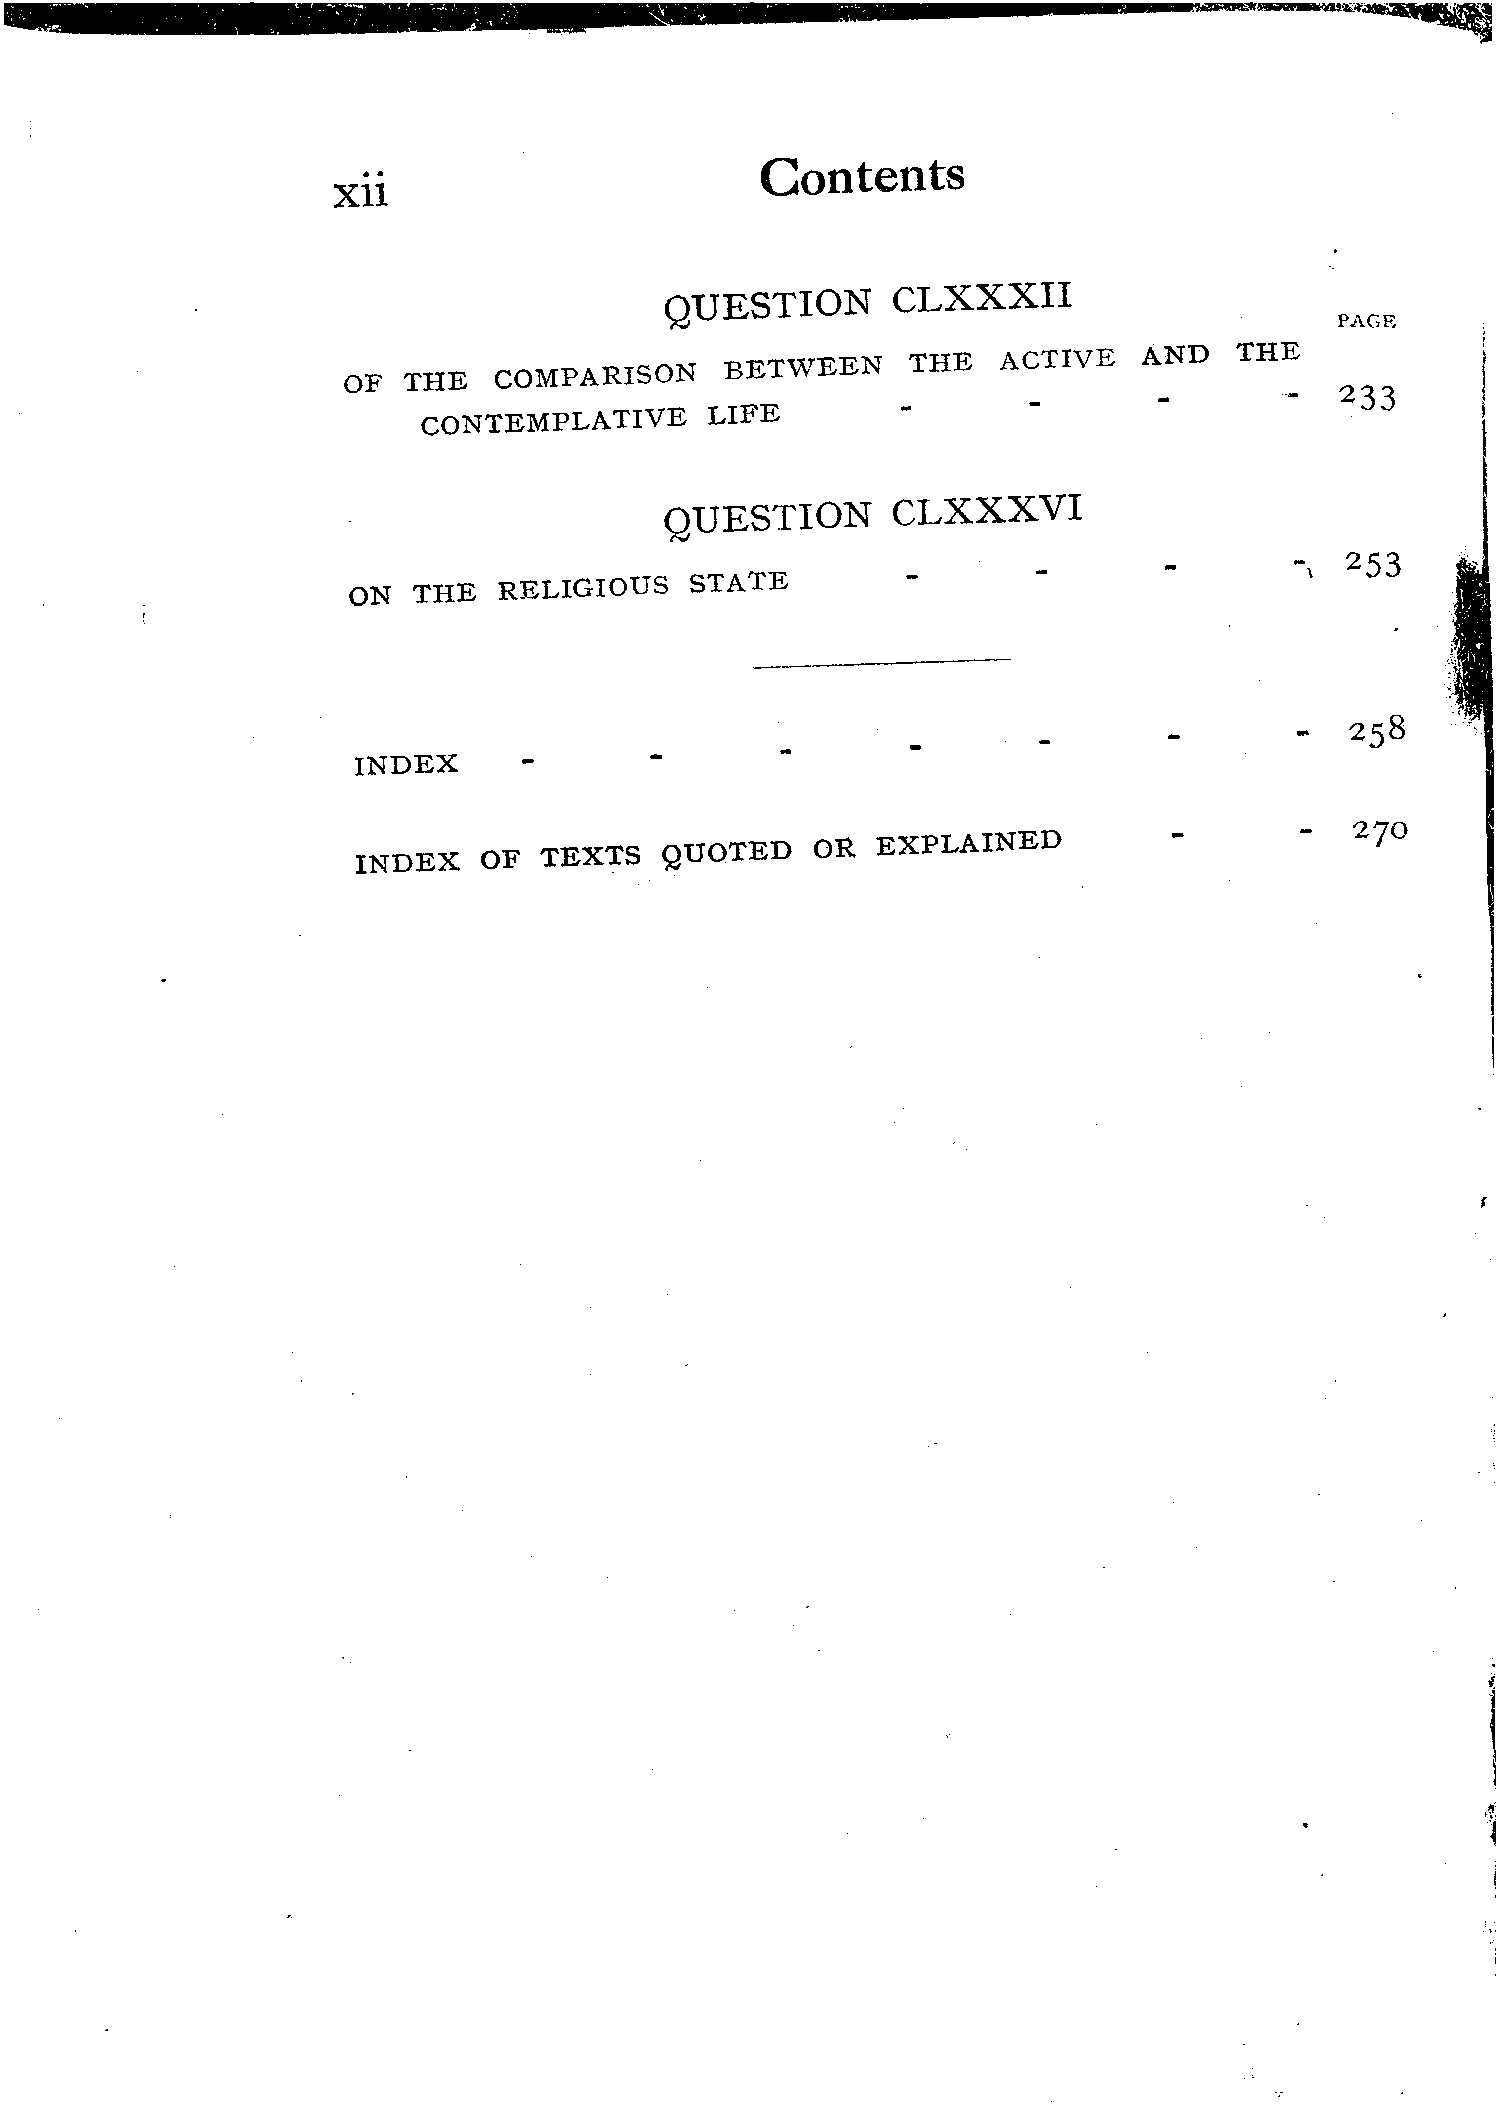 xii Contents
QUESTION CLXXXII
PAGE
OF THE COMPARISON BETWEEN THE ACTIVE AND THE
CONTEMPLATIVE LIFE - - - - 233
QUESTION CLXXXVI
ON THE RELIGIOUS STATE - - - - 253
INDEX - - - - - - - 258
INDEX OF TEXTS QUOTED OR EXPLAINED - - 270